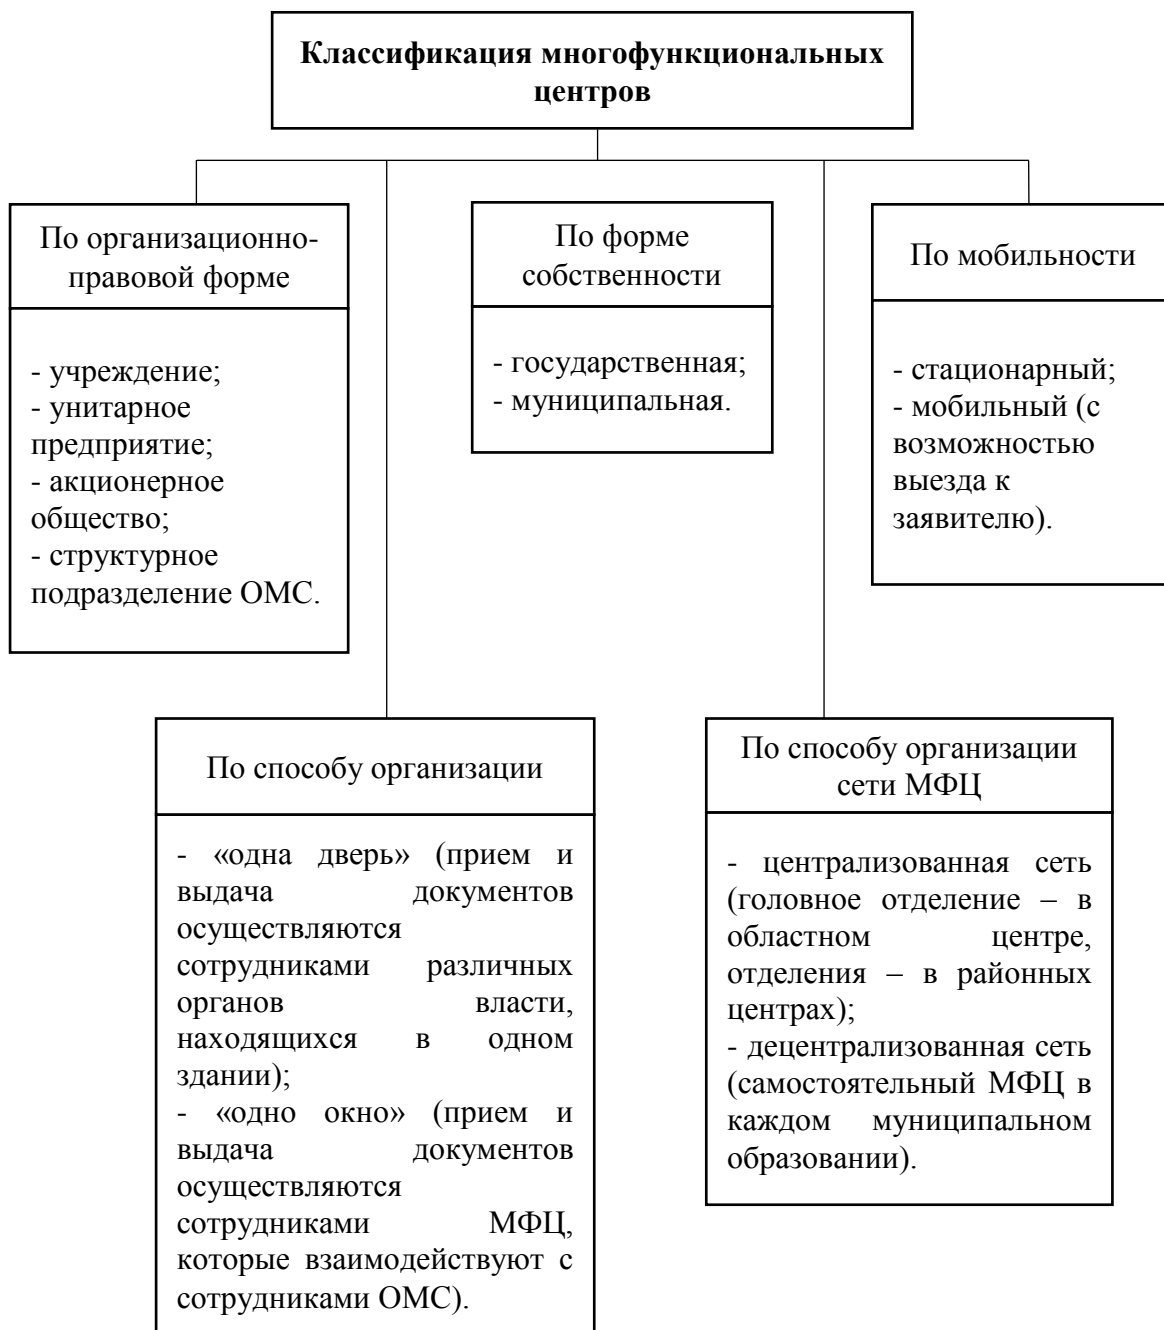 Классификация многофункциональных
центров
По организационно-
правовой форме
- учреждение;
- унитарное
предприятие;
- акционерное
общество;
- структурное
подразделение ОМС.
По форме
собственности
- государственная;
- муниципальная.
По мобильности
- стационарный;
- мобильный (с
возможностью
выезда к
заявителю).
По способу организации
- «одна дверь» (прием и
выдача документов
осуществляются
сотрудниками различных
органов власти,
находящихся в одном
здании);
- «одно окно» (прием и
выдача документов
осуществляются
сотрудниками МФЦ,
которые взаимодействуют с
сотрудниками ОМС).
По способу организации
сети МФЦ
- централизованная сеть
(головное отделение – в
областном центре,
отделения – в районных
центрах);
- децентрализованная сеть
(самостоятельный МФЦ в
каждом муниципальном
образовании).